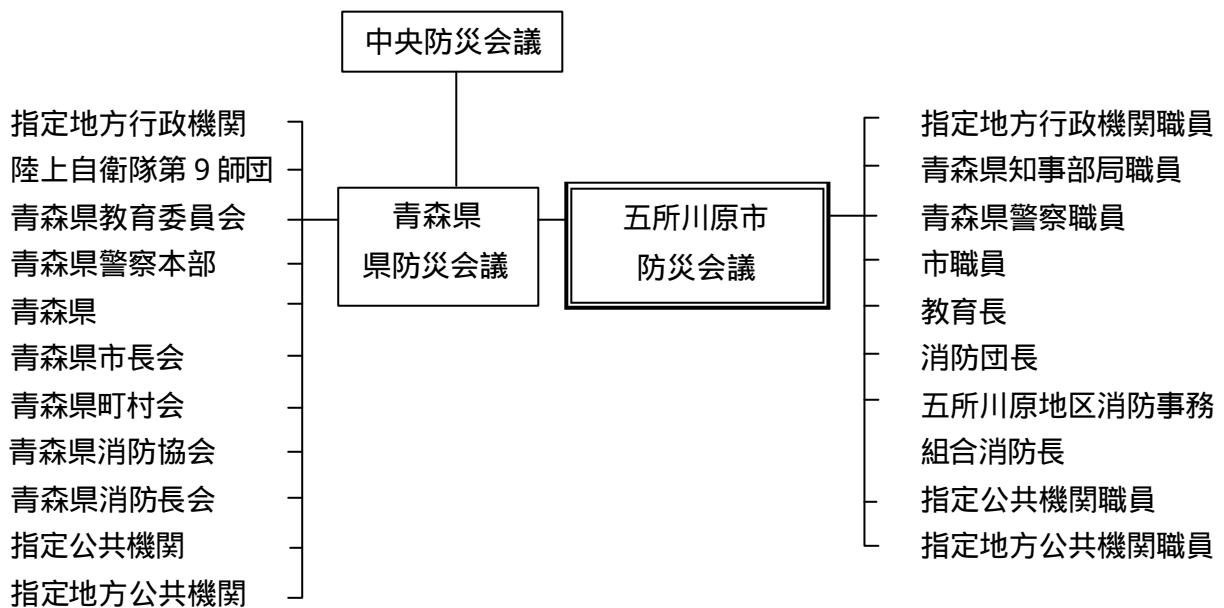 中央防災会議
指定地方行政機関
陸上自衛隊第9師団
青森県教育委員会
青森県警察本部
青森県
青森県市長会
青森県町村会
青森県消防協会
青森県消防長会
指定公共機関
指定地方公共機関
青森県
県防災会議
五所川原市
防災会議
指定地方行政機関職員
青森県知事部局職員
青森県警察職員
市職員
教育長
消防団長
五所川原地区消防事務
組合消防長
指定公共機関職員
指定地方公共機関職員